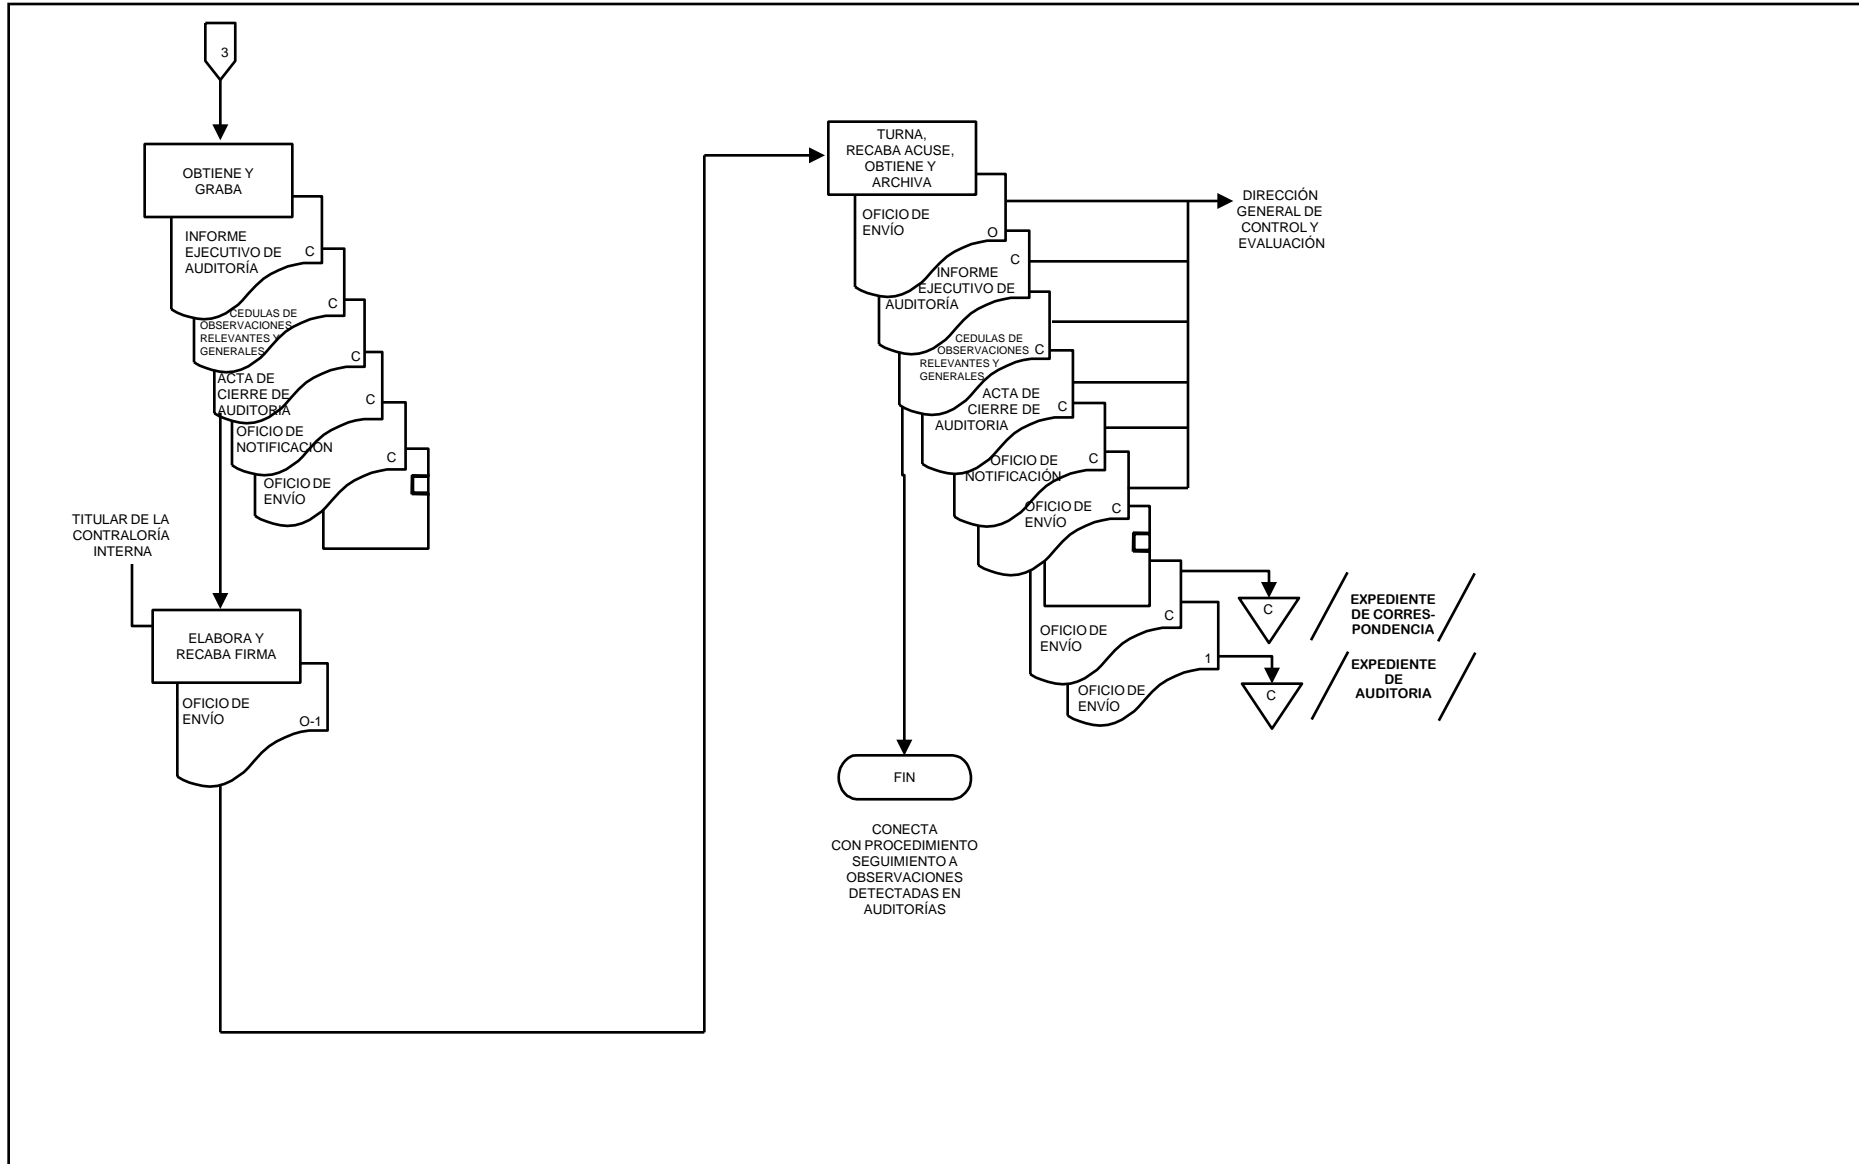 3
OBTIENE Y
GRABA
INFORME
EJECUTIVO DE
AUDITORÍA
C
CEDULAS DE
OBSERVACIONES
RELEVANTES Y
GENERALES
C
ACTA DE
CIERRE DE
AUDITORIA
C
OFICIO DE
NOTIFICACIÓN
C
OFICIO DE
ENVÍO
C
TITULAR DE LA
CONTRALORÍA
INTERNA
ELABORA Y
RECABA FIRMA
OFICIO DE
ENVÍO
O-1
TURNA,
RECABA ACUSE,
OBTIENE Y
ARCHIVA
OFICIO DE
ENVÍO
O
DIRECCIÓN
GENERAL DE
CONTROL Y
EVALUACIÓN
INFORME
EJECUTIVO DE
AUDITORÍA
C
CEDULAS DE
OBSERVACIONES
RELEVANTES Y
GENERALES
C
ACTA DE
CIERRE DE
AUDITORIA
C
OFICIO DE
NOTIFICACIÓN
C
OFICIO DE
ENVÍO
C
OFICIO DE
ENVÍO
C
C
EXPEDIENTE
DE CORRES-
PONDENCIA
OFICIO DE
ENVÍO
1
C
EXPEDIENTE
DE
AUDITORIA
FIN
CONECTA
CON PROCEDIMIENTO
SEGUIMIENTO A
OBSERVACIONES
DETECTADAS EN
AUDITORÍAS